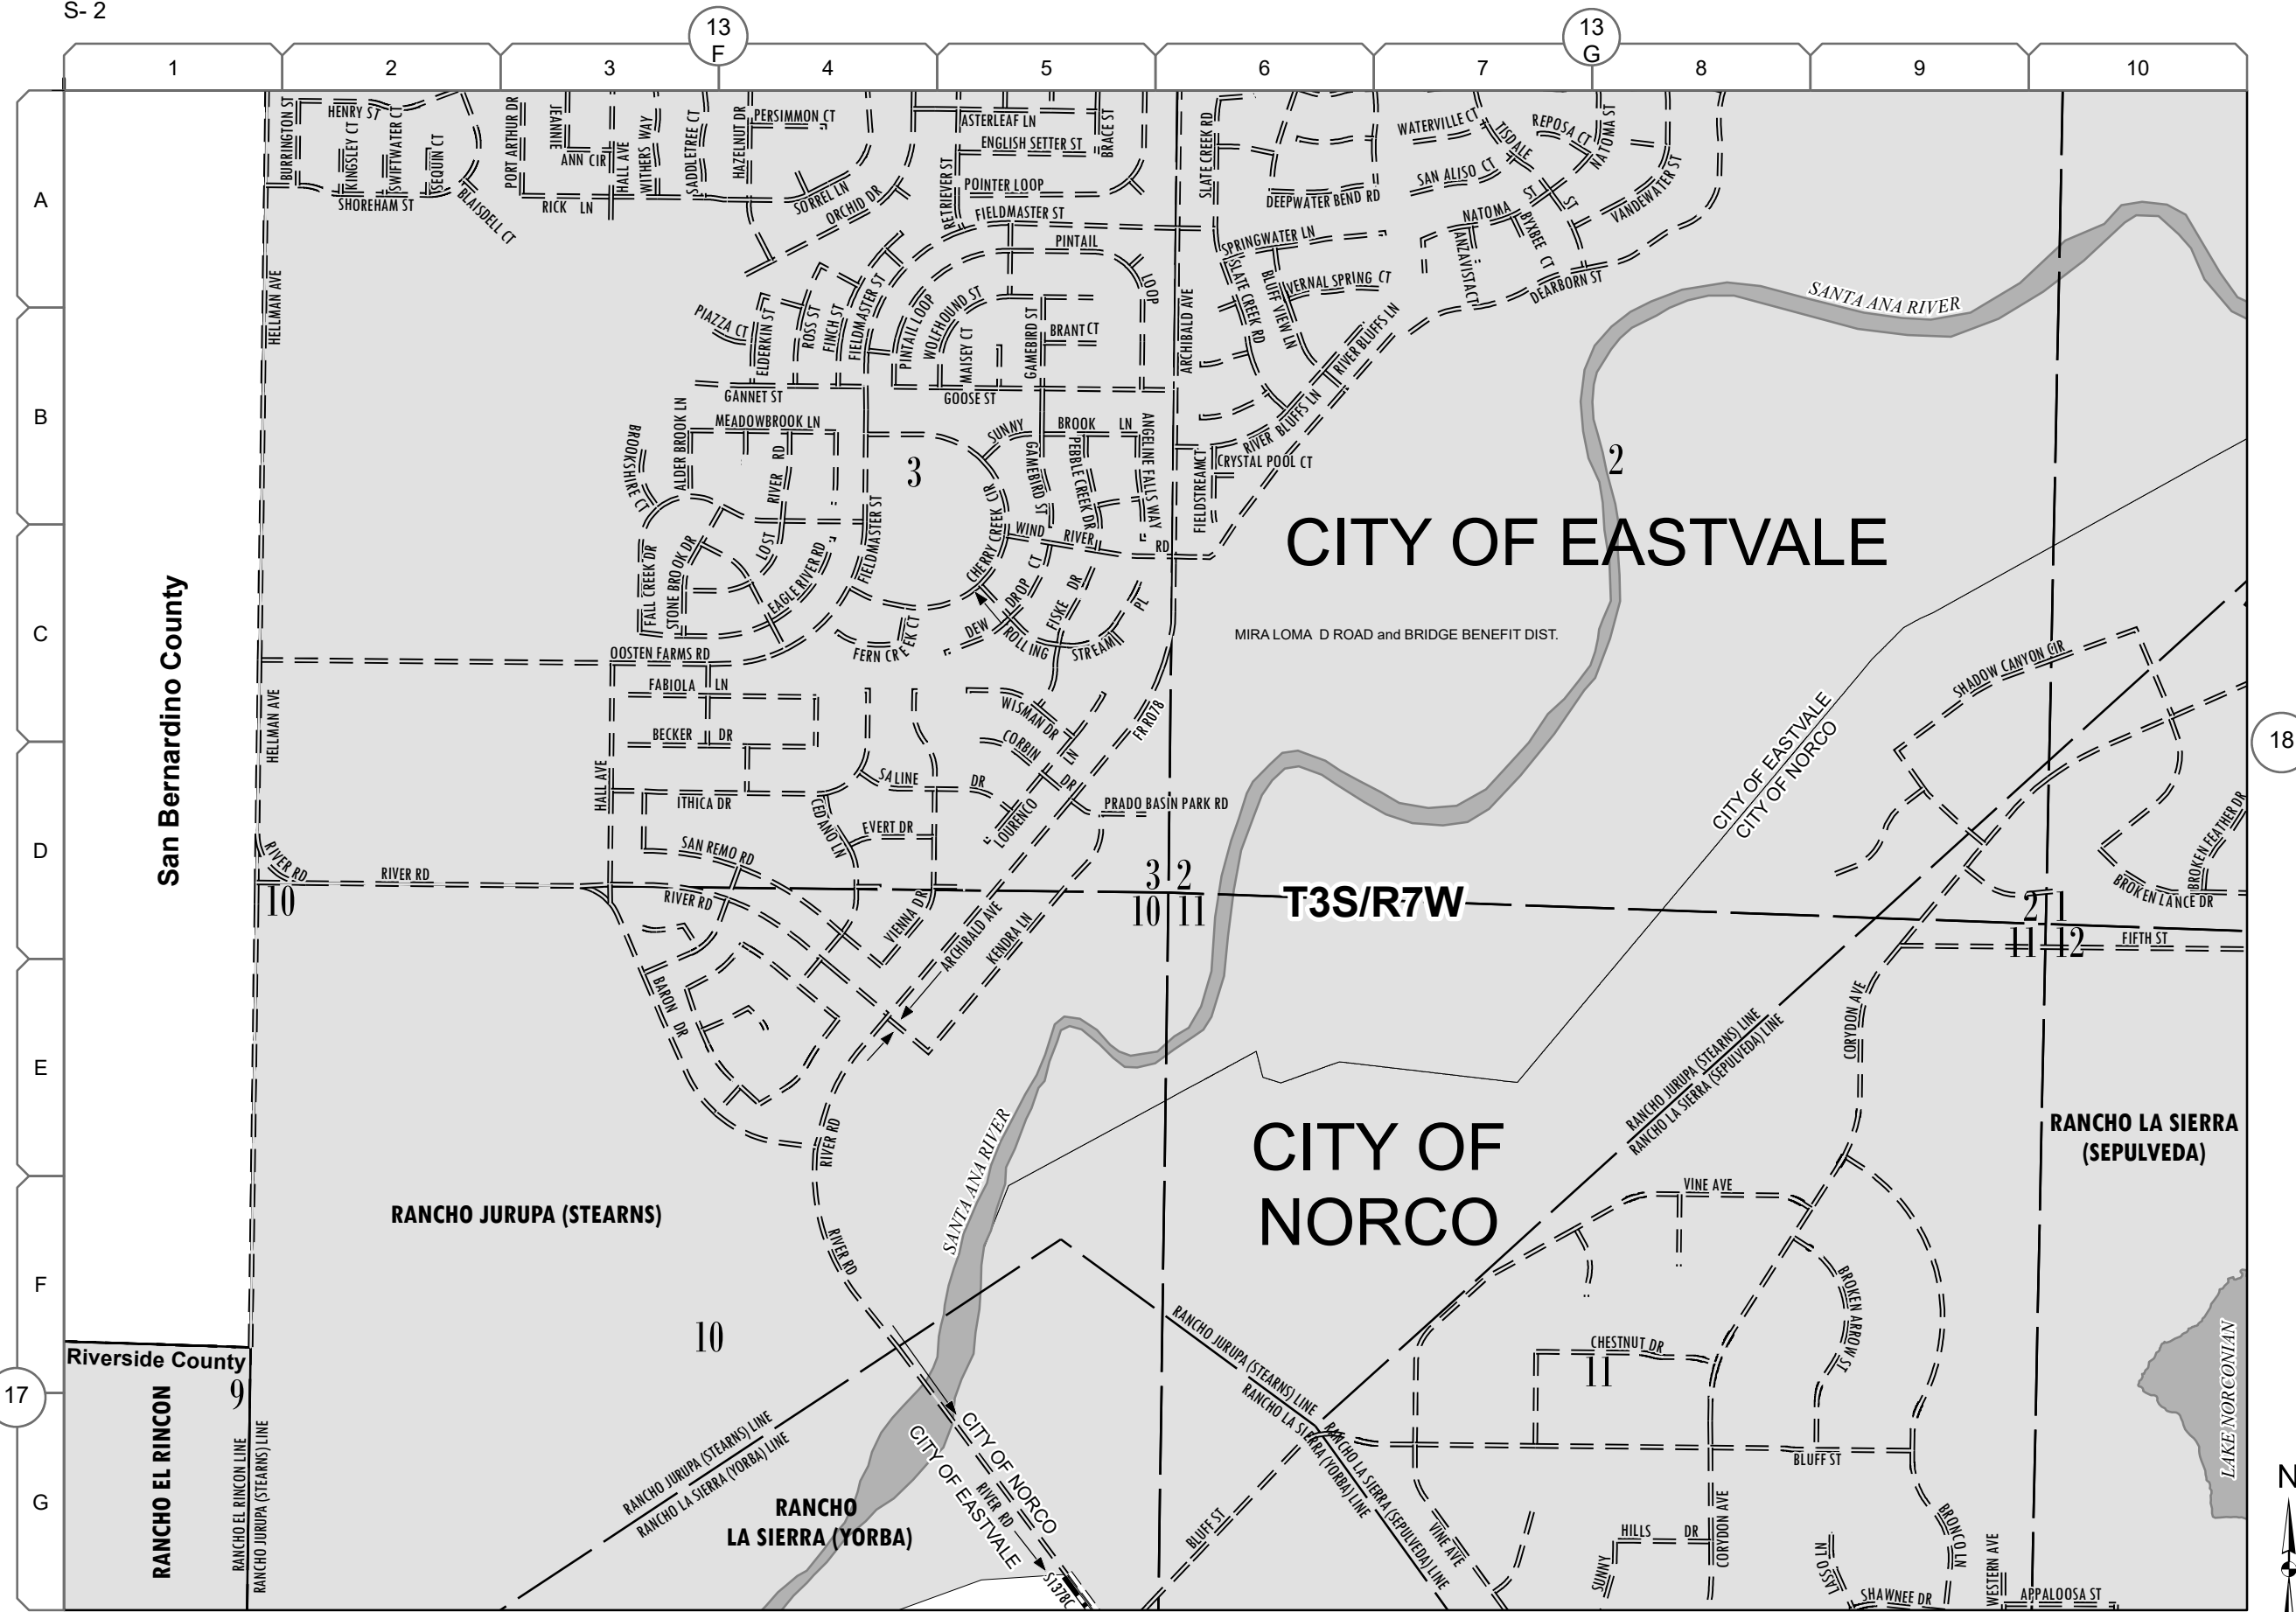 S- 2
13
F
13
G
1
2
3
4
5
6
7
8
9
10
A
B
C
D
E
F
G
17
18
N
BURRINGTON ST
HENRY ST
KINGSLEY CT
SWIFTWATER CT
SEQUIN CT
BLAISDELL CT
SHOREHAM ST
PORT ARTHUR DR
JEANNIE
ANN CIR
HALL AVE
WITHERS WAY
SADDLETREE CT
RICK LN
HAZELNUT DR
PERSIMMON CT
SORREL LN
ORCHID DR
ASTERLEAF LN
ENGLISH SETTER ST
BRACE ST
RETRIEVER ST
POINTER LOOP
FIELDMASTER ST
PINTAIL
LOOP
SLATE CREEK RD
DEEPWATER BEND RD
SPRINGWATER LN
SLATE CREEK RD
BLUFF VIEW LN
VERNAL SPRING CT
WATERVILLE CT
TISDALE
ST
REPOSA CT
NATOMA ST
SAN ALISO CT
NATOMA
ST
BYXBEE CT
ANZAVISTA CT
VANDEWATER ST
DEARBORN ST
SANTA ANA RIVER
HELLMAN AVE
PIAZZA CT
ELDERKIN ST
ROSS ST
FINCH ST
FIELDMASTER ST
PINTAIL LOOP
WOLFHOUND ST
MAISEY CT
GAMEBIRD ST
BRANT CT
ARCHIBALD AVE
RIVER BLUFFS LN
GANNET ST
GOOSE ST
BROOKSHIRE CT
ALDER BROOK LN
MEADOWBROOK LN
RIVER RD
LOST
3
SUNNY
BROOK
LN
GAMEBIRD ST
PEBBLE CREEK DR
ANGELINE FALLS WAY
RIVER BLUFFS LN
CRYSTAL POOL CT
FIELDSTREAM CT
2
CITY OF EASTVALE
MIRA LOMA D ROAD and BRIDGE BENEFIT DIST.
FIELDMASTER ST
CHERRY CREEK CIR
WIND
RIVER
RD
FALL CREEK DR
STONE BROOK DR
EAGLE RIVER RD
FERN CREEK CT
DEW
DROP
CT
FISKE
DR
ROLLING
STREAM
PL
San Bernardino County
OOSTEN FARMS RD
FABIOLA
LN
HELLMAN AVE
BECKER
DR
WISMAN DR
CORBIN
DR
LN
FRR078
HALL AVE
ITHICA DR
SALINE
DR
CEDANO LN
EVERT DR
LOURENCO
PRADO BASIN PARK RD
SAN REMO RD
SHADOW CANYON CIR
CITY OF EASTVALE
CITY OF NORCO
BROKEN FEATHER DR
BROKEN LANCE DR
RIVER RD
RIVER RD
10
RIVER RD
VIENNA DR
ARCHIBALD AVE
KENDRA LN
3
2
10
11
T3S/R7W
2
1
11
12
FIFTH ST
BARON
DR
CORYDON AVE
RANCHO JURUPA (STEARNS) LINE
RANCHO LA SIERRA (SEPULVEDA) LINE
RIVER RD
SANTA ANA RIVER
CITY OF
NORCO
RANCHO LA SIERRA
(SEPULVEDA)
RANCHO JURUPA (STEARNS)
VINE AVE
RIVER RD
BROKEN ARROW ST
10
RANCHO JURUPA (STEARNS) LINE
RANCHO LA SIERRA (YORBA) LINE
CHESTNUT DR
11
LAKE NORCONIAN
Riverside County
9
RANCHO EL RINCON
RANCHO EL RINCON LINE
RANCHO JURUPA (STEARNS) LINE
RANCHO JURUPA (STEARNS) LINE
RANCHO LA SIERRA (YORBA) LINE
RANCHO
LA SIERRA (YORBA)
CITY OF NORCO
CITY OF EASTVALE
RIVER RD
S1378C
BLUFF ST
RANCHO LA SIERRA (SEPULVEDA) LINE
VINE AVE
BLUFF ST
SUNNY
HILLS
DR
CORYDON AVE
LASSO LN
BRONCO LN
SHAWNEE DR
WESTERN AVE
APPALOOSA ST